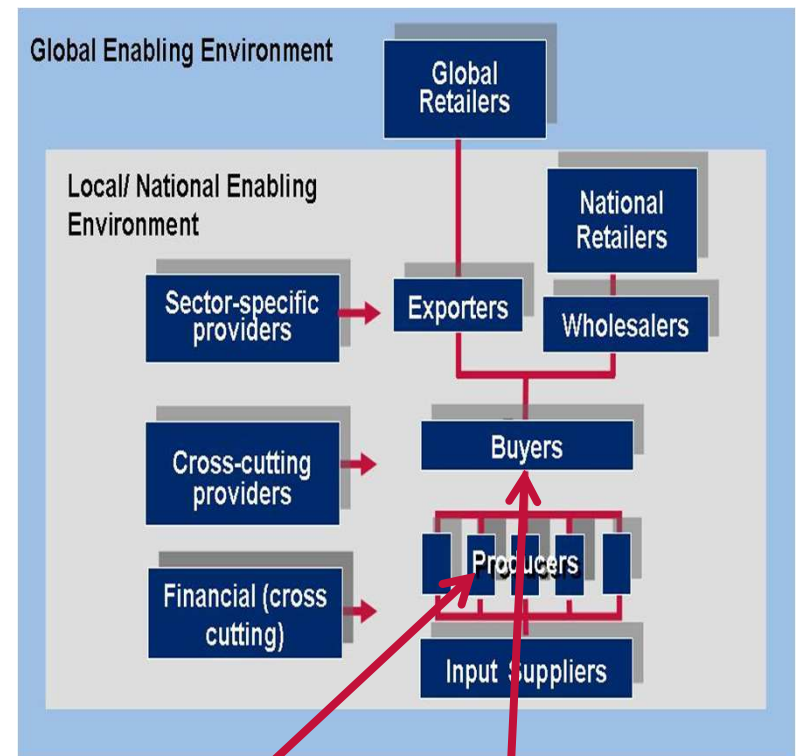 Global Enabling Environment
Global
Retailers
Local/ National Enabling
Environment
National
Retailers
Sector-specific
providers
Exporters
Wholesalers
Cross-cutting
providers
Buyers
Producers
Financial (cross
cutting)
Input Suppliers